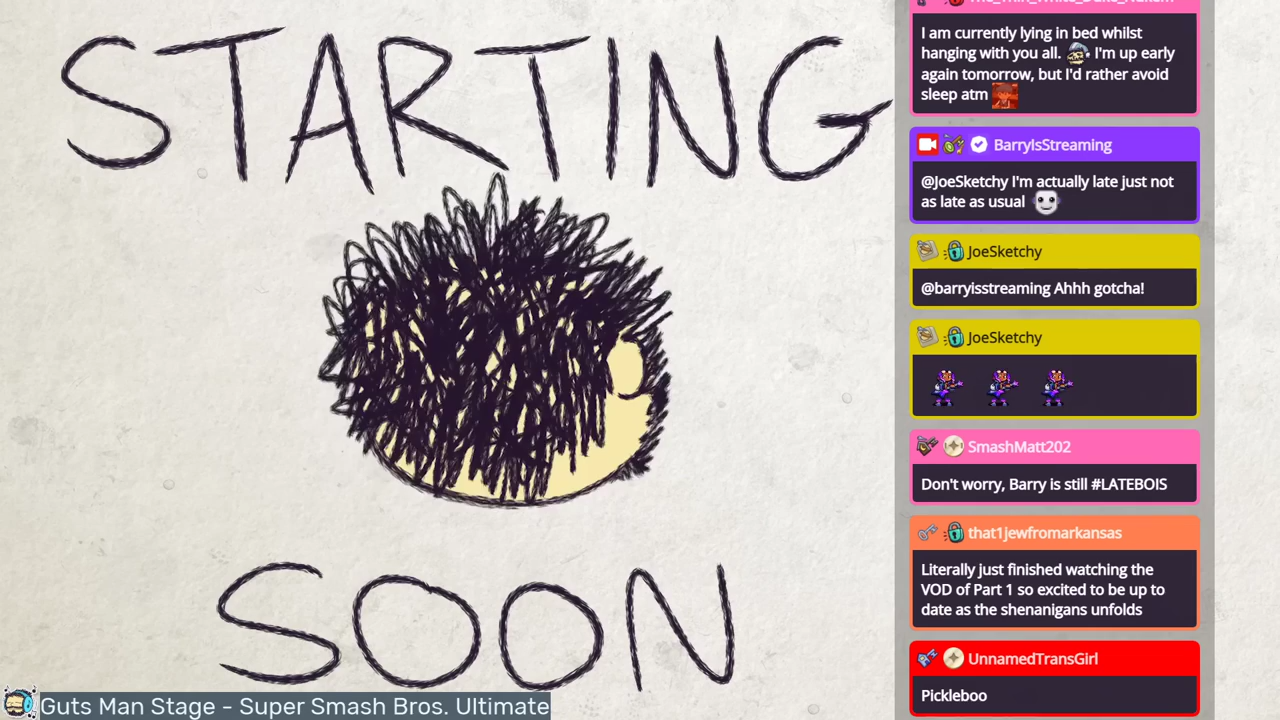 STARTING
SOON
I am currently lying in bed whilst
hanging with you all. I'm up early
again tomorrow, but I'd rather avoid
sleep atm
BarryIsStreaming
@JoeSketchy I'm actually late just not
as late as usual
JoeSketchy
@barryisstreaming Ahhh gotcha!
JoeSketchy
SmashMatt202
Don't worry, Barry is still #LATEBOIS
that1jewfromarkansas
Literally just finished watching the
VOD of Part 1 so excited to be up to
date as the shenanigans unfolds
UnnamedTransGirl
Pickleboo
Guts Man Stage - Super Smash Bros. Ultimate